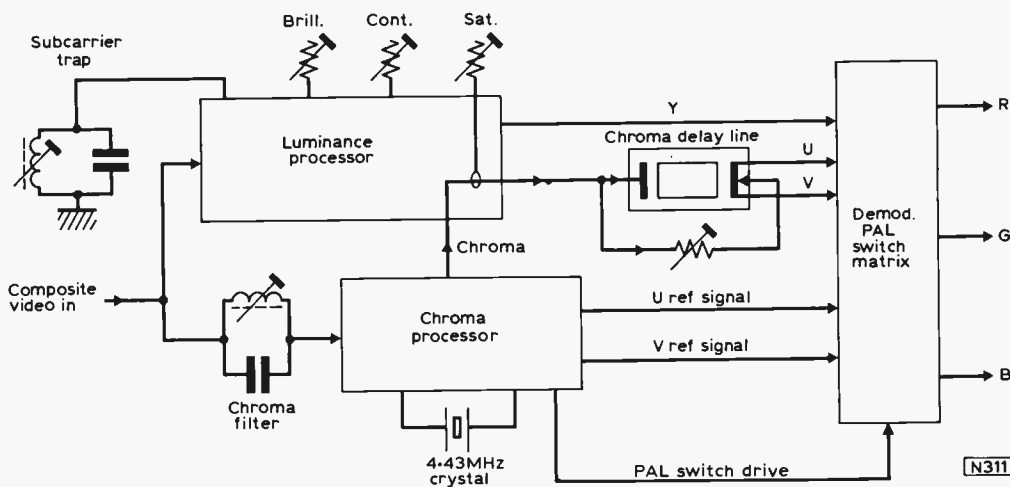 Subcarrier
trap
Brill.
Cont.
Sat.
Luminance
processor
Y
Chroma delay line
U
V
R
Demod.
PAL
switch
matrix
G
Chroma
Composite
video in
Chroma
processor
U ref signal
V ref signal
B
Chroma
filter
4·43MHz
crystal
PAL switch drive
N311